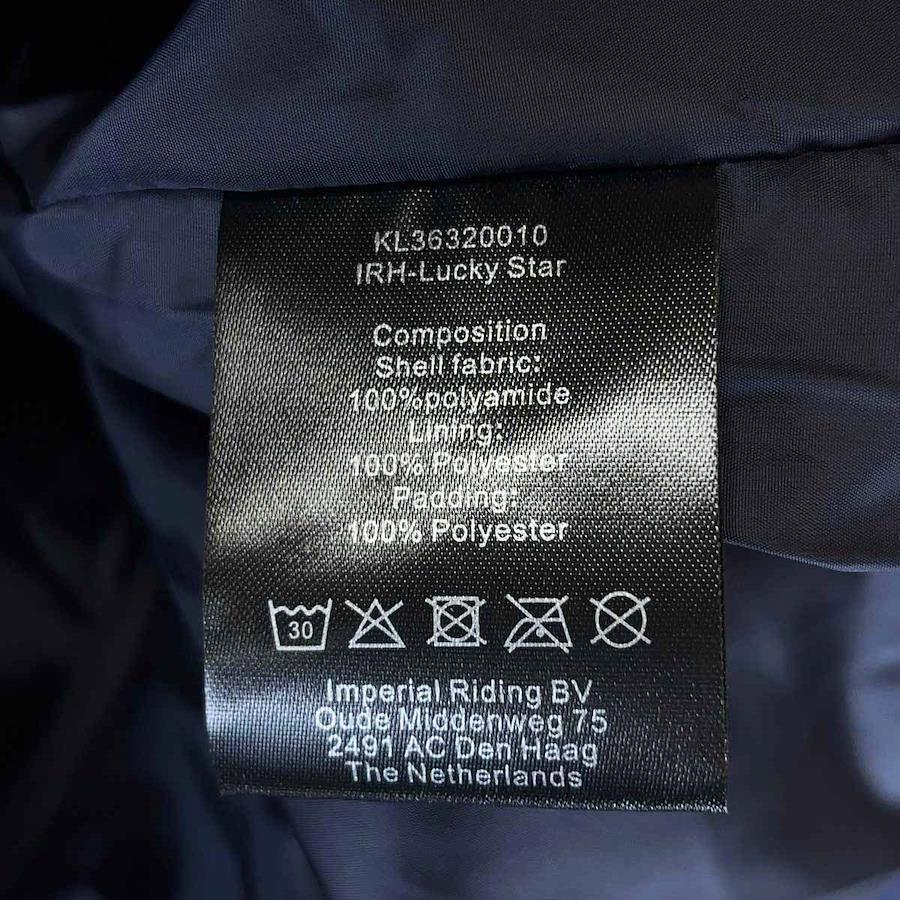 KL36320010
IRH-Lucky Star
Composition
Shell fabric:
100%polyamide
Lining:
100% Polyester
Padding:
100% Polyester
30
Imperial Riding BV
Oude Middenweg 75
2491 AC Den Haag
The Netherlands